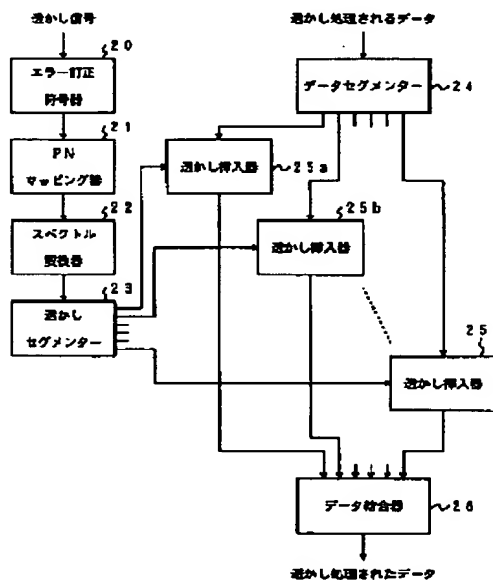 透かし信号
透かし処理されるデータ
20
エラー訂正
符号器
データセグメンター
24
21
PN
マッピング器
透かし挿入器
25a
22
スペクトル
変換器
25b
透かし挿入器
23
透かし
セグメンター
25
透かし挿入器
データ結合器
26
透かし処理されたデータ